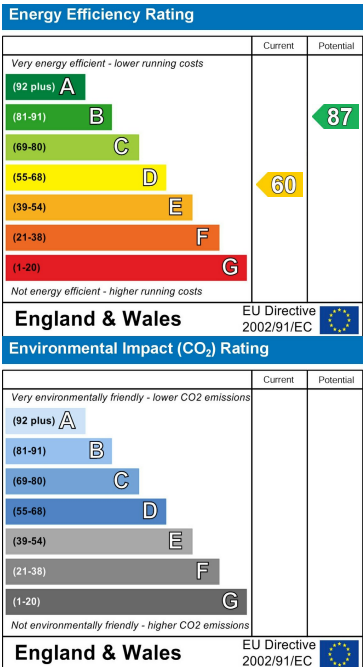 Energy Efficiency Rating
Current Potential
Very energy efficient - lower running costs
(92 plus) A
(81-91) B
87
(69-80) C
(55-68) D
60
(39-54) E
(21-38) F
(1-20) G
Not energy efficient - higher running costs
England & Wales
EU Directive
2002/91/EC
Environmental Impact (CO₂) Rating
Current Potential
Very environmentally friendly - lower CO2 emissions
(92 plus) A
(81-91) B
(69-80) C
(55-68) D
(39-54) E
(21-38) F
(1-20) G
Not environmentally friendly - higher CO2 emissions
England & Wales
EU Directive
2002/91/EC